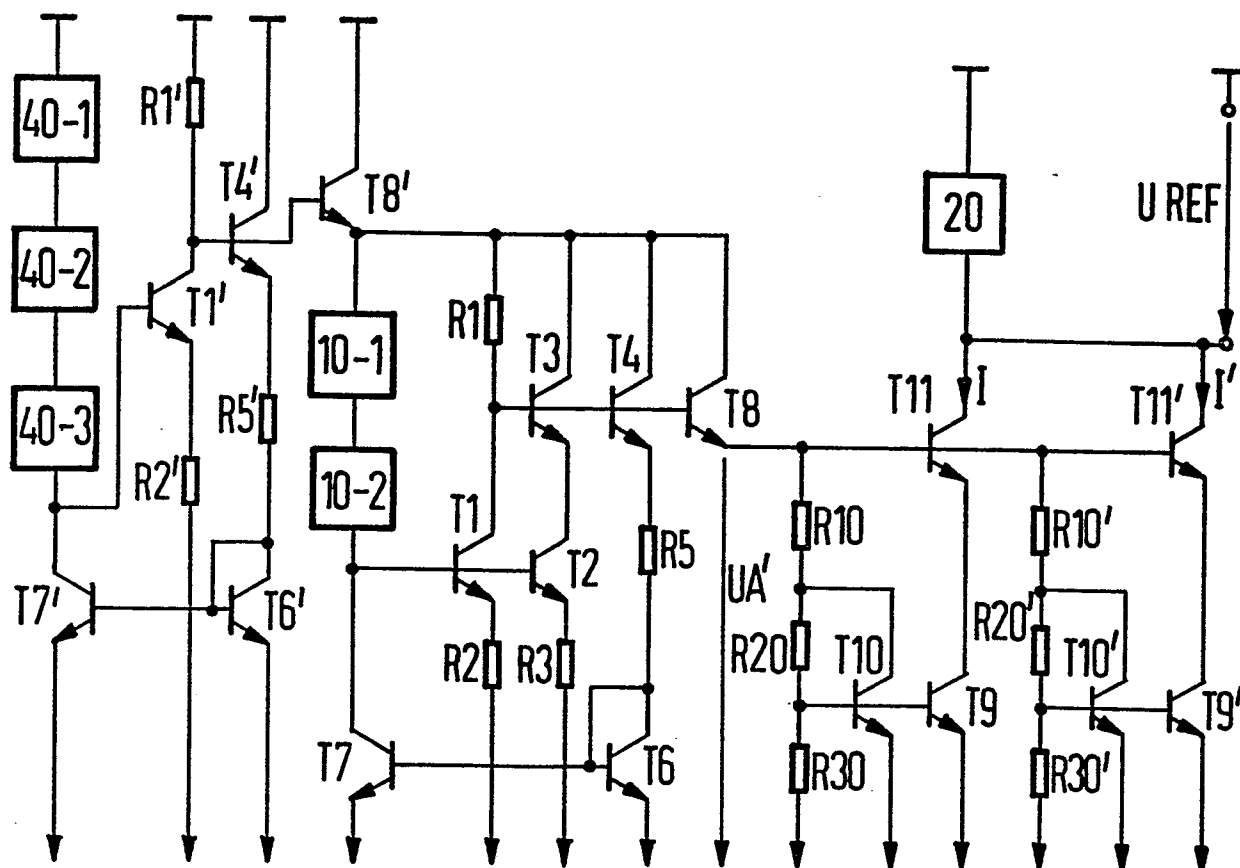 40-1
R1'
T4'
T8'
20
U REF
40-2
T1'
10-1
R1
T3
T4
T8
T11
I
T11'
I'
40-3
R5'
R2'
10-2
T1
T2
R5
R10
R10'
UA'
R20
T10
R20'
T10'
T7'
T6'
R2
R3
T9
T9'
T7
T6
R30
R30'